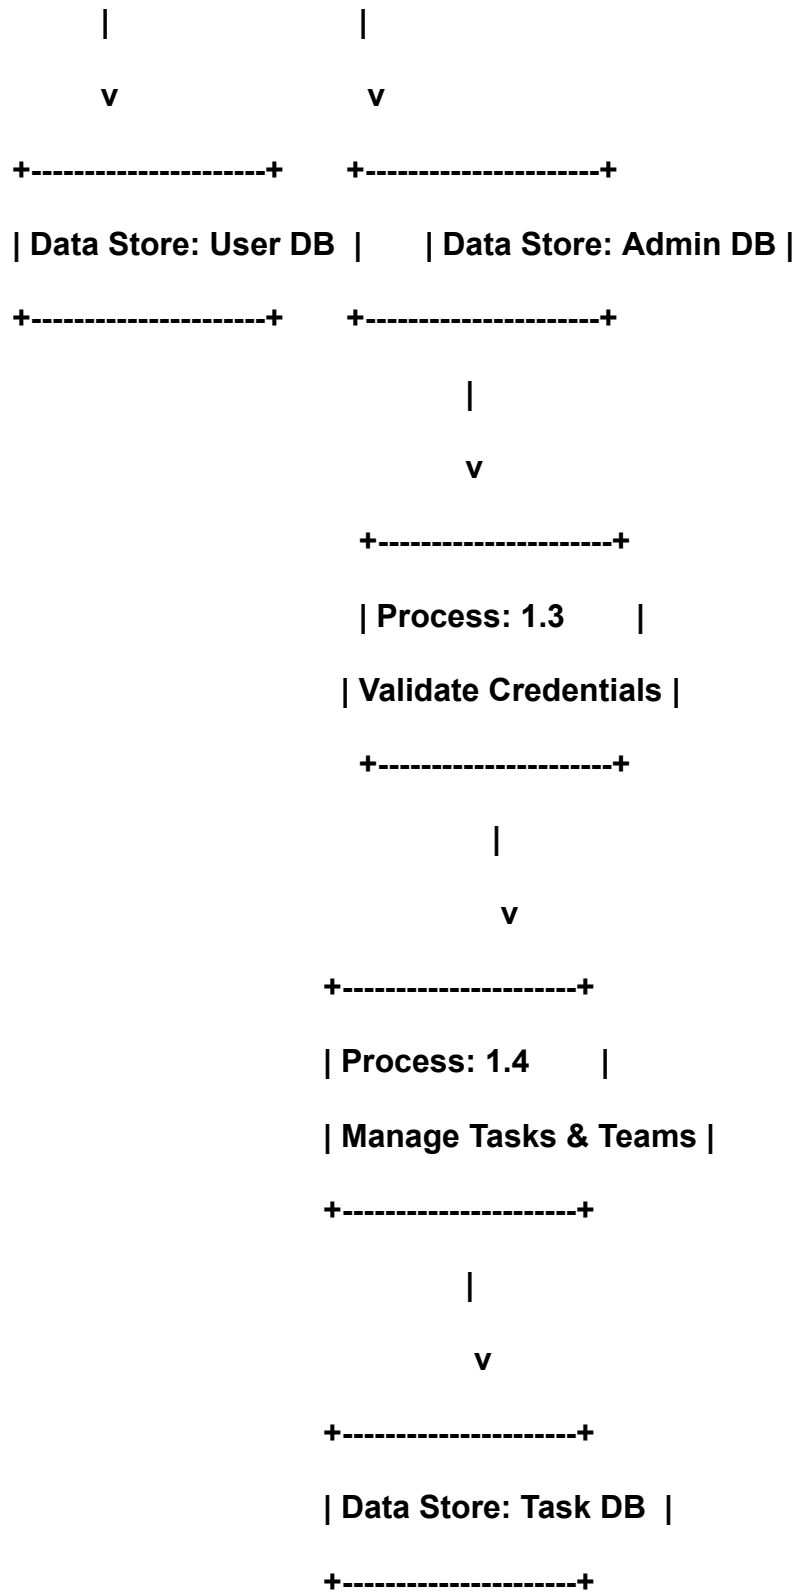 |                             |
v                             v
+----------------------+       +----------------------+
| Data Store: User DB  |       | Data Store: Admin DB |
+----------------------+       +----------------------+
|
v
+----------------------+
| Process: 1.3         |
| Validate Credentials |
+----------------------+
|
v
+----------------------+
| Process: 1.4         |
| Manage Tasks & Teams |
+----------------------+
|
v
+----------------------+
| Data Store: Task DB  |
+----------------------+